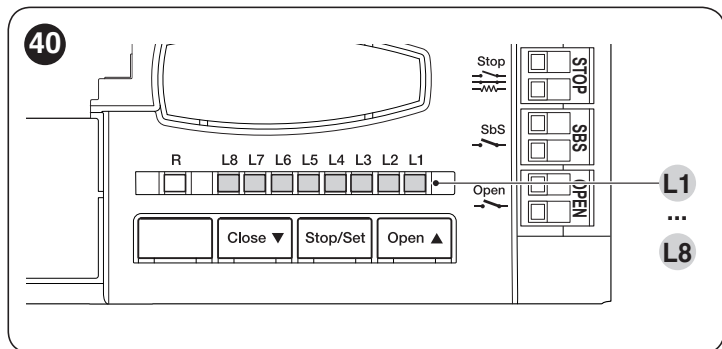 40
Stop
STOP
SbS
SBS
R L8 L7 L6 L5 L4 L3 L2 L1
Open
OPEN
L1
...
L8
Close ▼ Stop/Set Open ▲